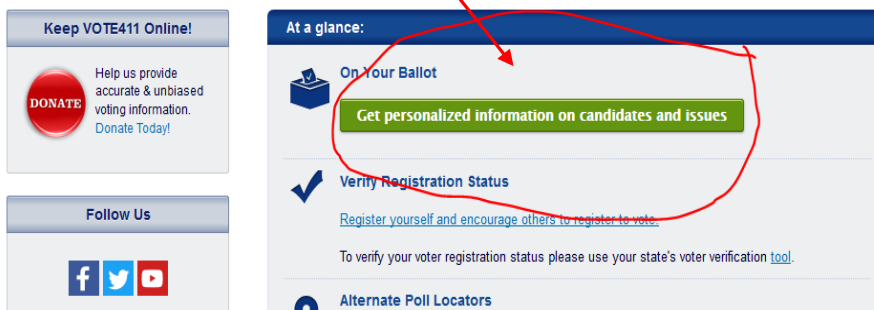 Keep VOTE411 Online!
DONATE
Help us provide
accurate & unbiased
voting information.
Donate Today!
Follow Us
At a glance:
On Your Ballot
Get personalized information on candidates and issues
Verify Registration Status
Register yourself and encourage others to register to vote.
To verify your voter registration status please use your state's voter verification tool.
Alternate Poll Locators